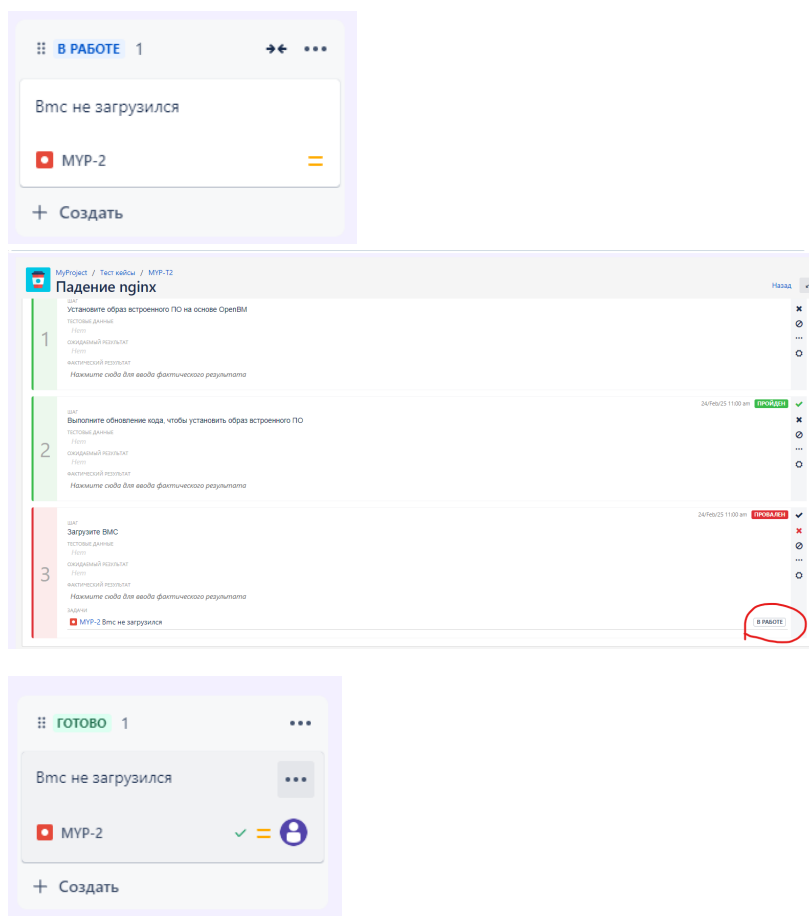 В РАБОТЕ 1
Bmc не загрузился
MYP-2
Создать
MyProject / Тест кейсы / MYP-T2
Падение nginx
Назад
1
ШАГ
Установите образ встроенного ПО на основе OpenBM
ТЕСТОВЫЕ ДАННЫЕ
Нет
ОЖИДАЕМЫЙ РЕЗУЛЬТАТ
Нет
ФАКТИЧЕСКИЙ РЕЗУЛЬТАТ
Нажмите сюда для ввода фактического результата
24/Feb/25 11:00 am ПРОЙДЕН
2
ШАГ
Выполните обновление кода, чтобы установить образ встроенного ПО
ТЕСТОВЫЕ ДАННЫЕ
Нет
ОЖИДАЕМЫЙ РЕЗУЛЬТАТ
Нет
ФАКТИЧЕСКИЙ РЕЗУЛЬТАТ
Нажмите сюда для ввода фактического результата
24/Feb/25 11:00 am ПРОВАЛЕН
3
ШАГ
Загрузите BMC
ТЕСТОВЫЕ ДАННЫЕ
Нет
ОЖИДАЕМЫЙ РЕЗУЛЬТАТ
Нет
ФАКТИЧЕСКИЙ РЕЗУЛЬТАТ
Нажмите сюда для ввода фактического результата
ЗАДАЧИ
MYP-2 Bmc не загрузился
В РАБОТЕ
ГОТОВО 1
Bmc не загрузился
MYP-2
Создать